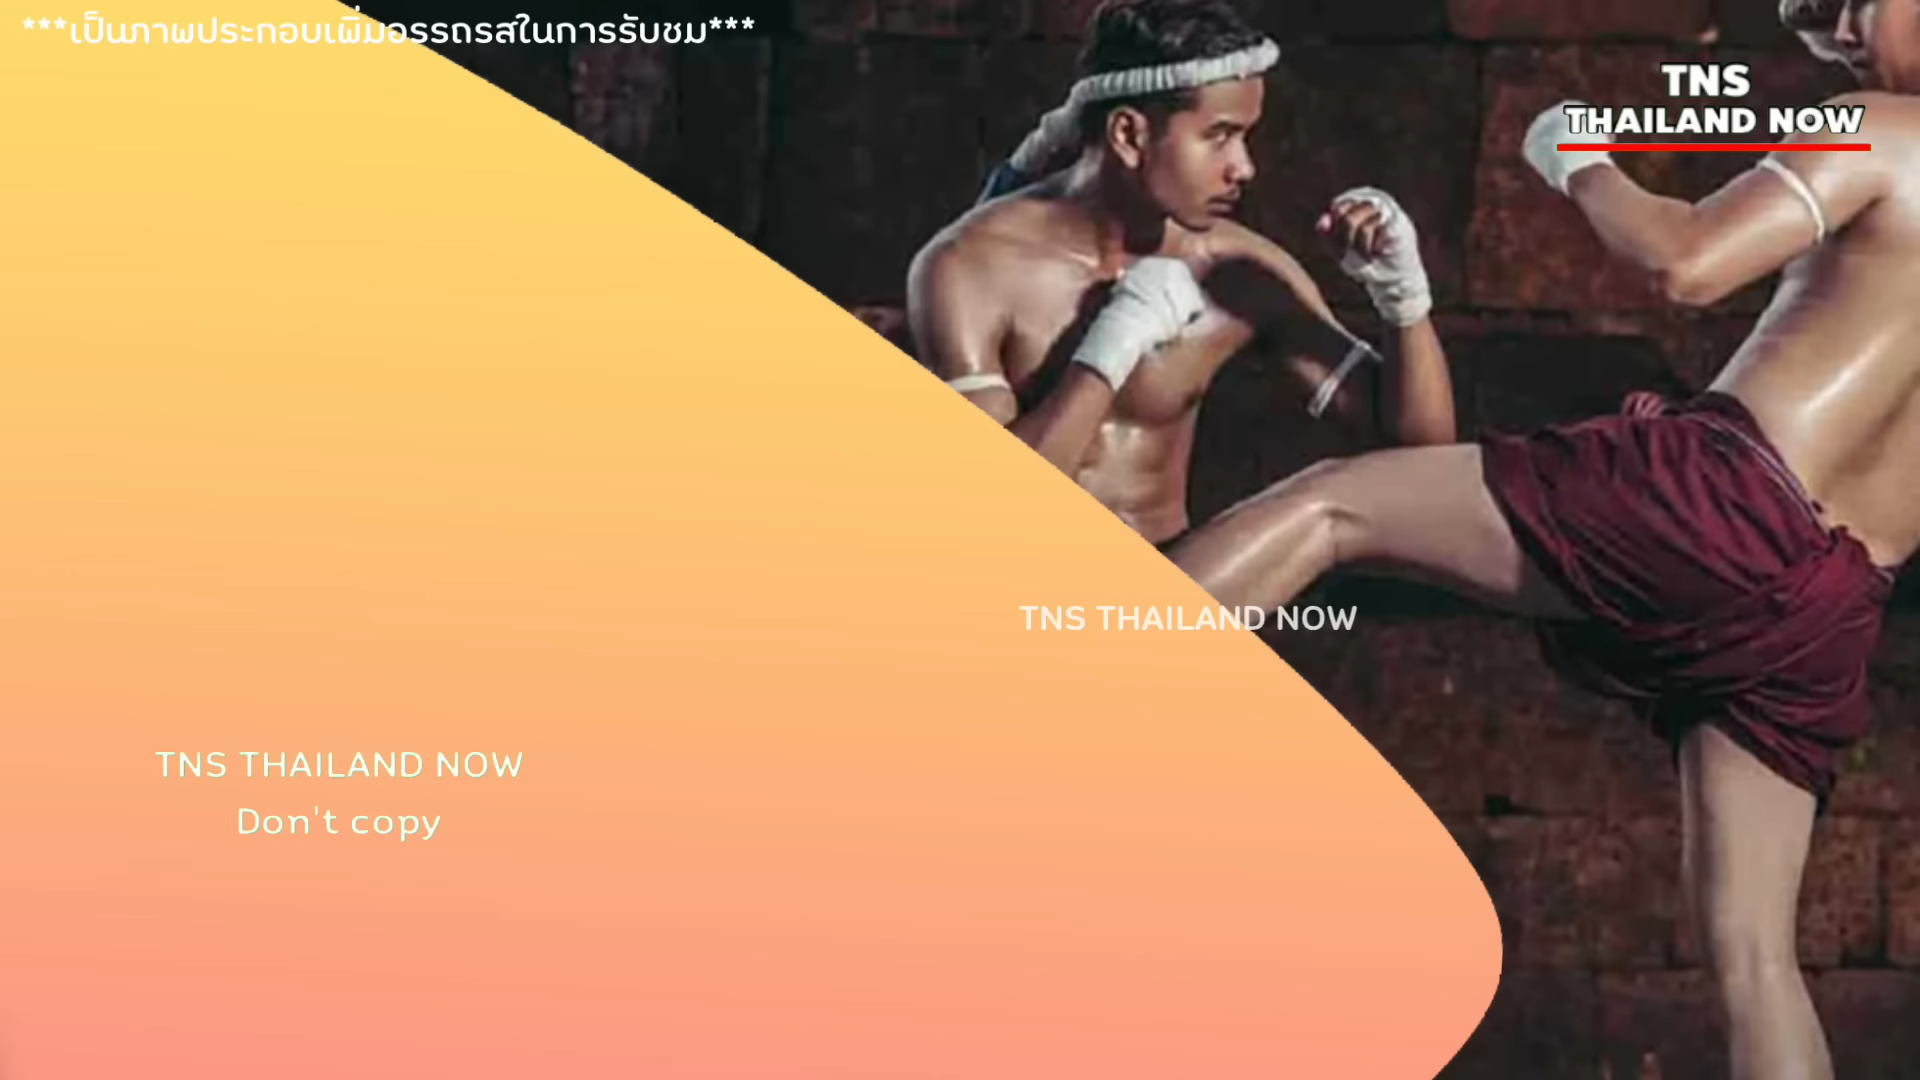 ***เป็นภาพประกอบเพิ่มอรรถรสในการรับชม***
TNS
THAILAND NOW
TNS THAILAND NOW
TNS THAILAND NOW
Don't copy